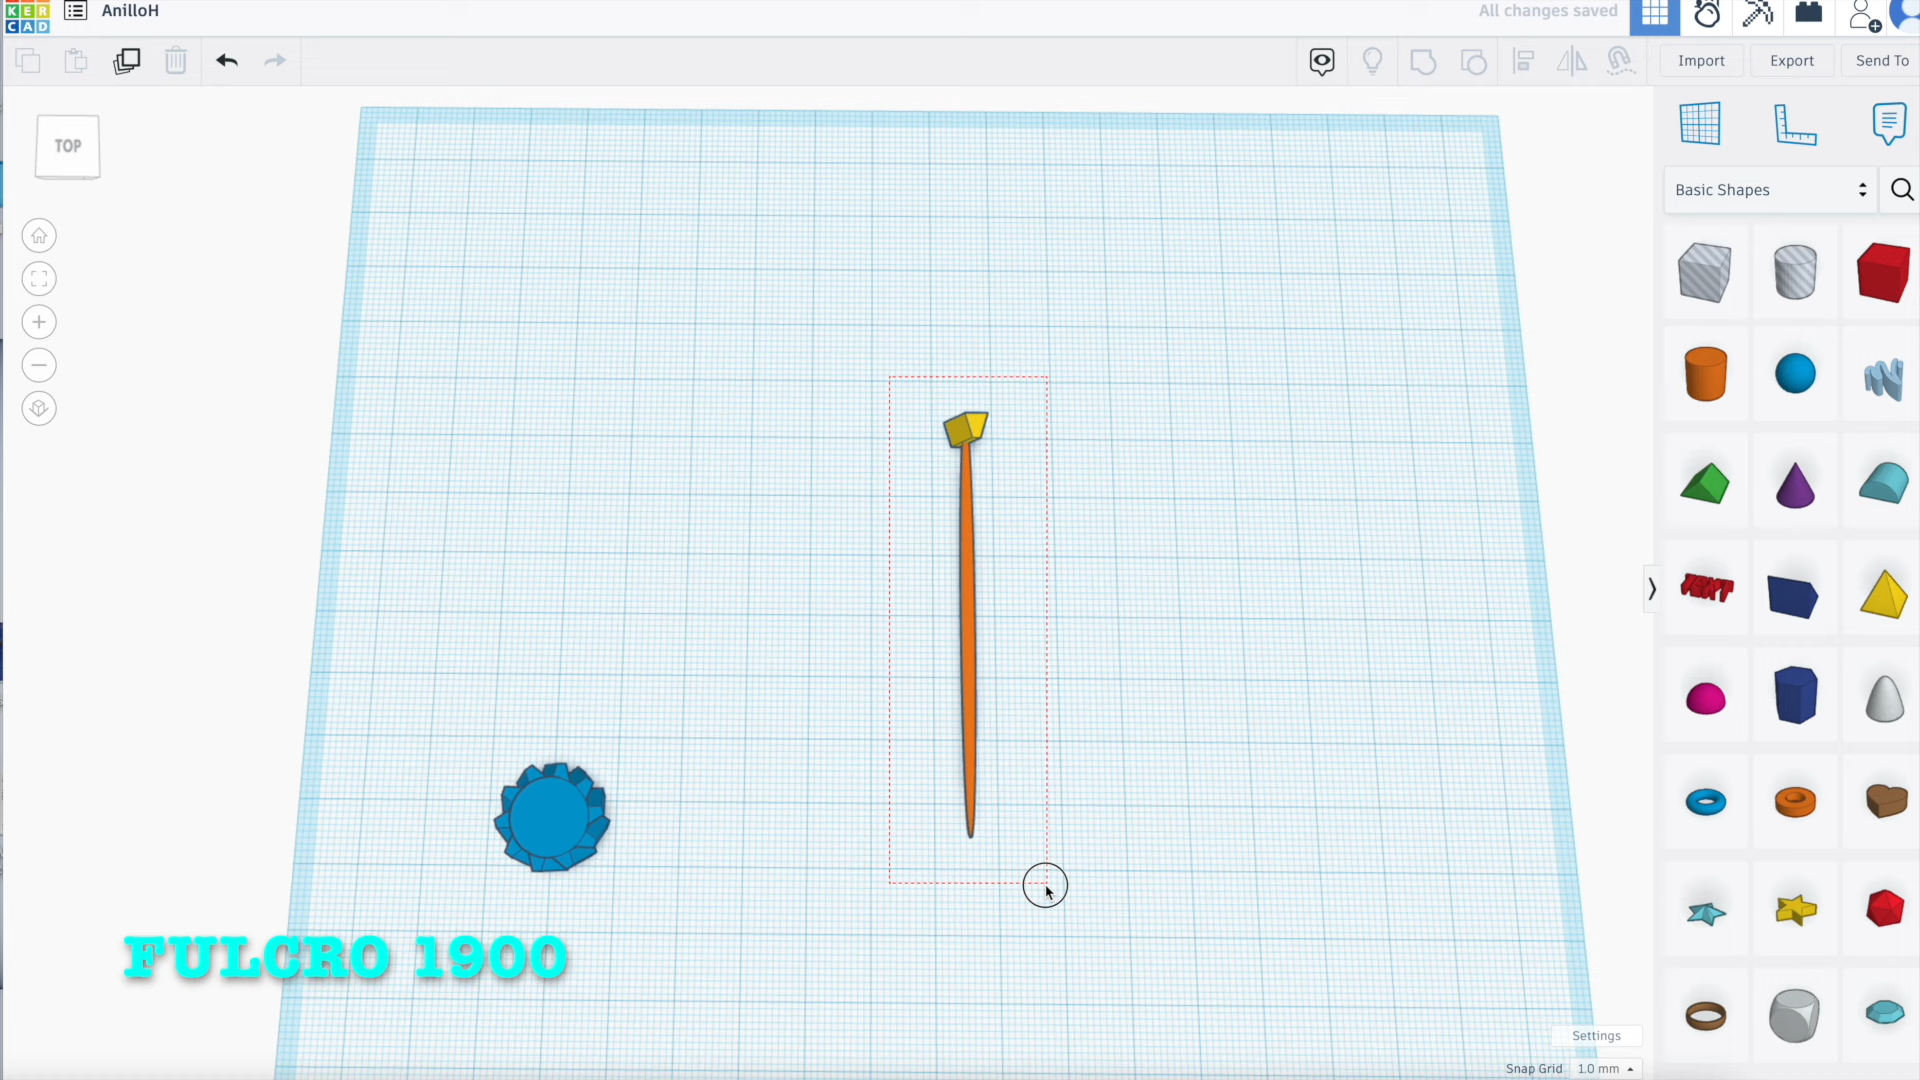 KER
CAD
AnilloH
All changes saved
Import
Export
Send To
TOP
Basic Shapes
TEXT
FULCRO 1900
Settings
Snap Grid 1.0 mm